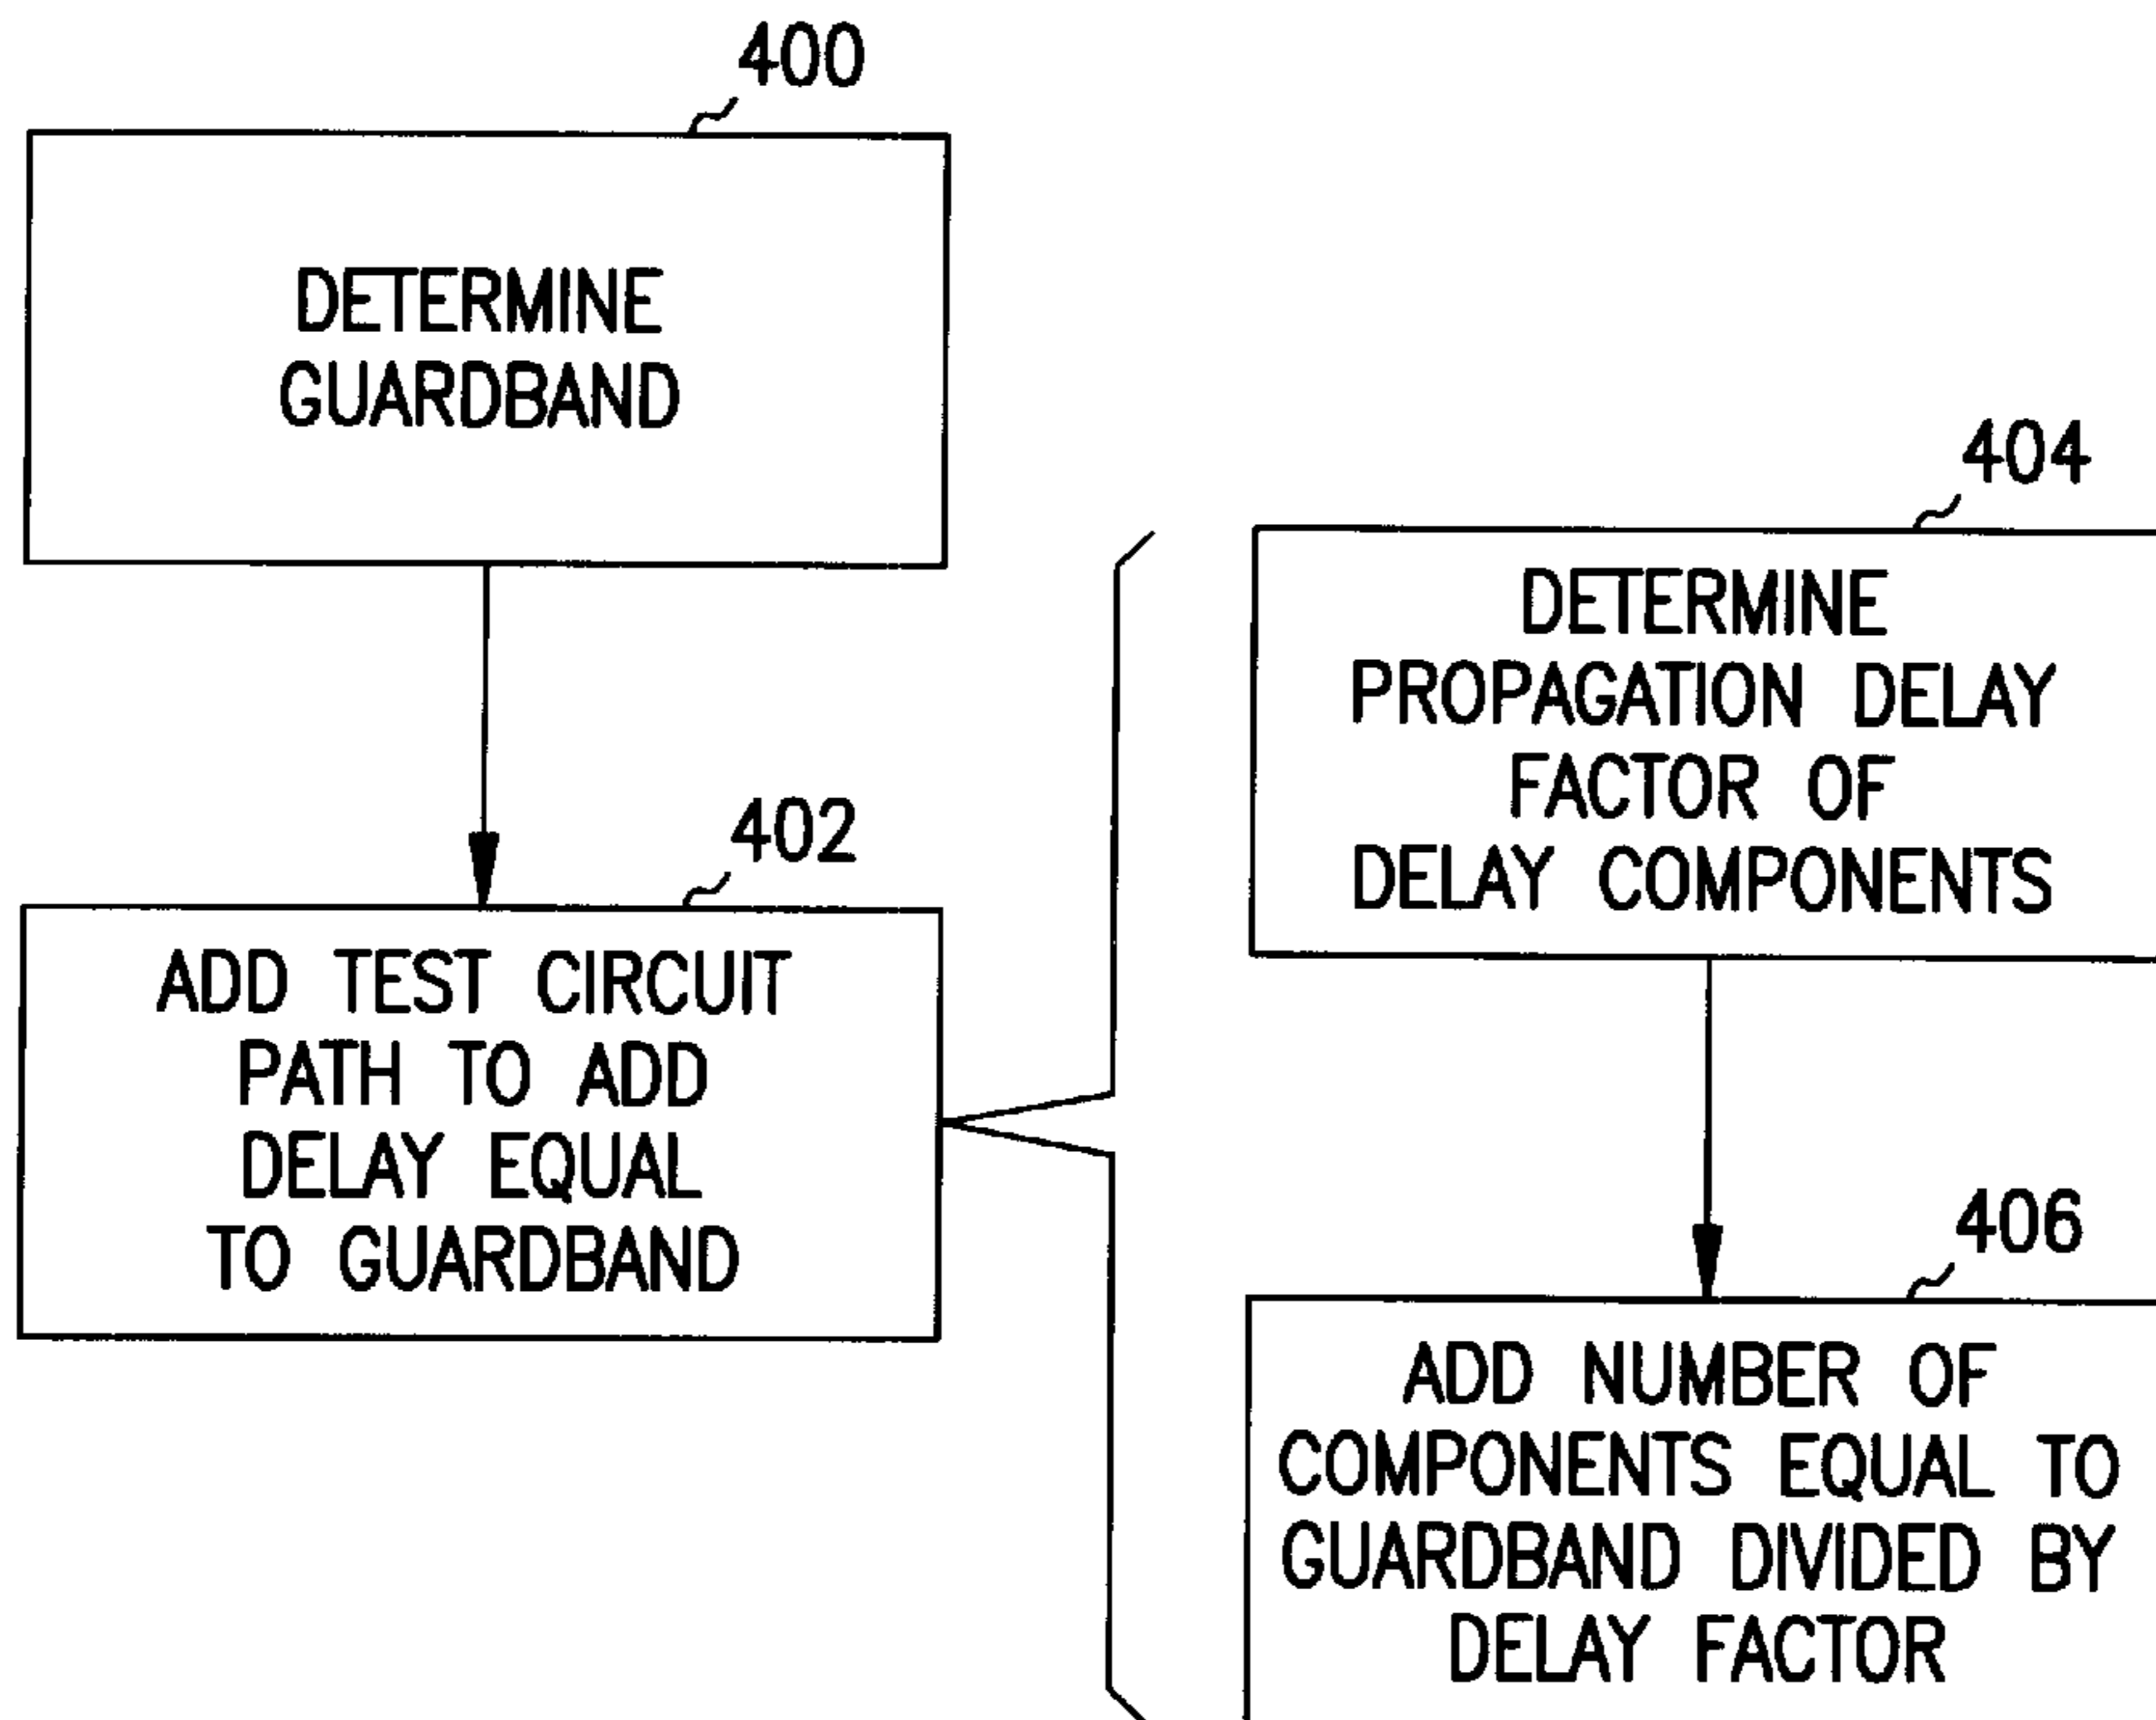 400
DETERMINE
GUARDBAND
402
ADD TEST CIRCUIT
PATH TO ADD
DELAY EQUAL
TO GUARDBAND
404
DETERMINE
PROPAGATION DELAY
FACTOR OF
DELAY COMPONENTS
406
ADD NUMBER OF
COMPONENTS EQUAL TO
GUARDBAND DIVIDED BY
DELAY FACTOR